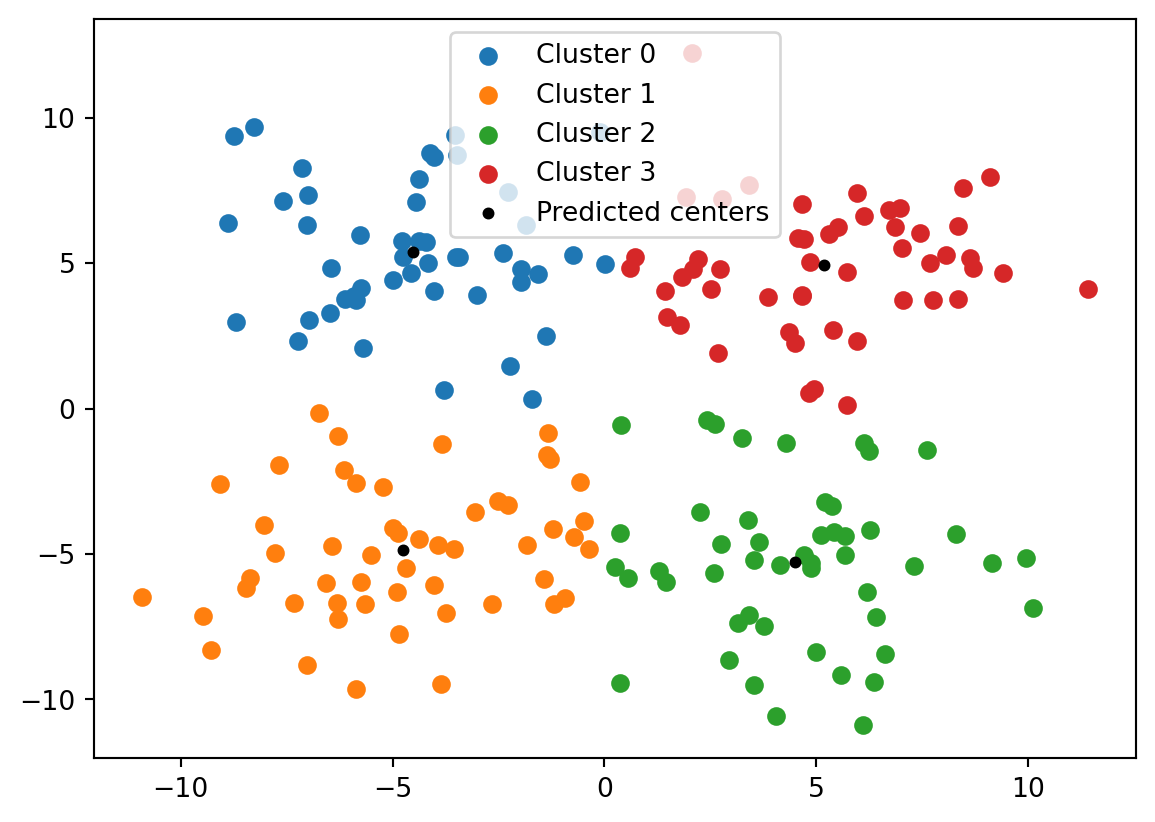 Cluster 0
Cluster 1
Cluster 2
Cluster 3
Predicted centers
10
5
0
−5
−10
−10 −5 0 5 10